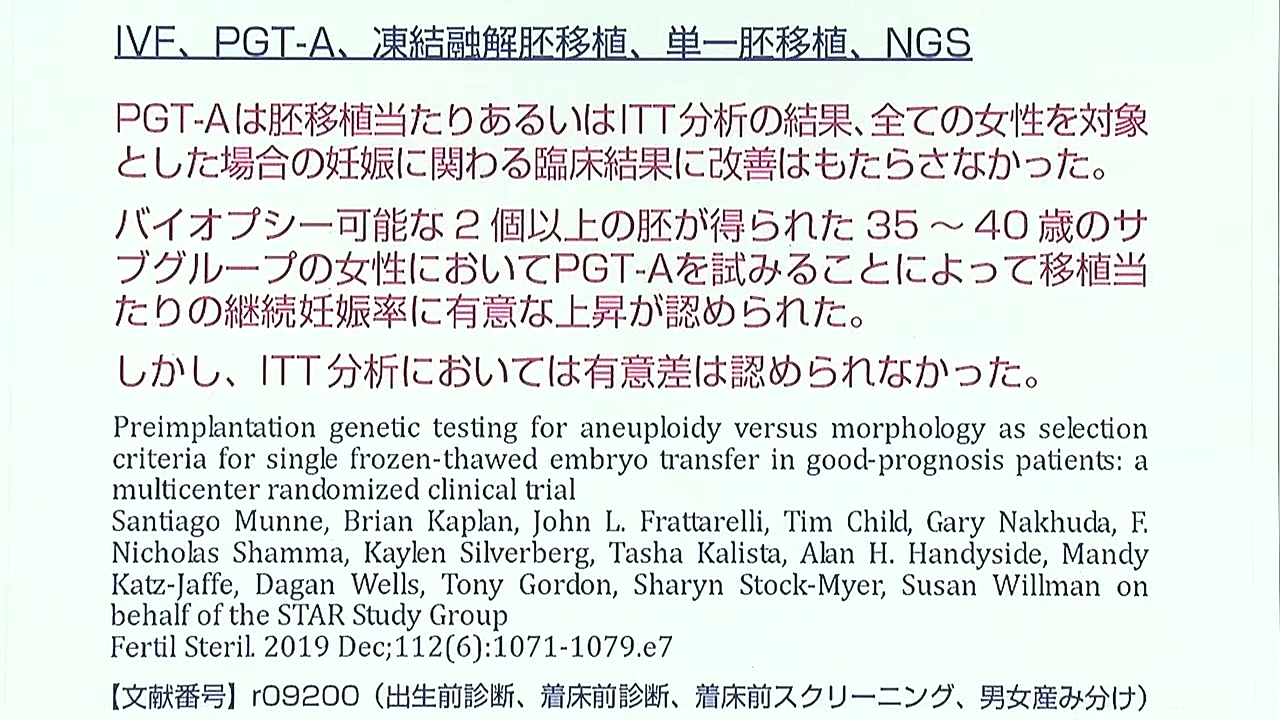 IVF、PGT-A、凍結融解胚移植、単一胚移植、NGS
PGT-Aは胚移植当たりあるいはITT分析の結果、全ての女性を対象
とした場合の妊娠に関わる臨床結果に改善はもたらさなかった。
バイオプシー可能な 2 個以上の胚が得られた 35 ～ 40 歳のサ
ブグループの女性においてPGT-Aを試みることによって移植当
たりの継続妊娠率に有意な上昇が認められた。
しかし、ITT分析においては有意差は認められなかった。
Preimplantation genetic testing for aneuploidy versus morphology as selection
criteria for single frozen-thawed embryo transfer in good-prognosis patients: a
multicenter randomized clinical trial
Santiago Munne, Brian Kaplan, John L. Frattarelli, Tim Child, Gary Nakhuda, F.
Nicholas Shamma, Kaylen Silverberg, Tasha Kalista, Alan H. Handyside, Mandy
Katz-Jaffe, Dagan Wells, Tony Gordon, Sharyn Stock-Myer, Susan Willman on
behalf of the STAR Study Group
Fertil Steril. 2019 Dec;112(6):1071-1079.e7
【文献番号】r09200（出生前診断、着床前診断、着床前スクリーニング、男女産み分け）